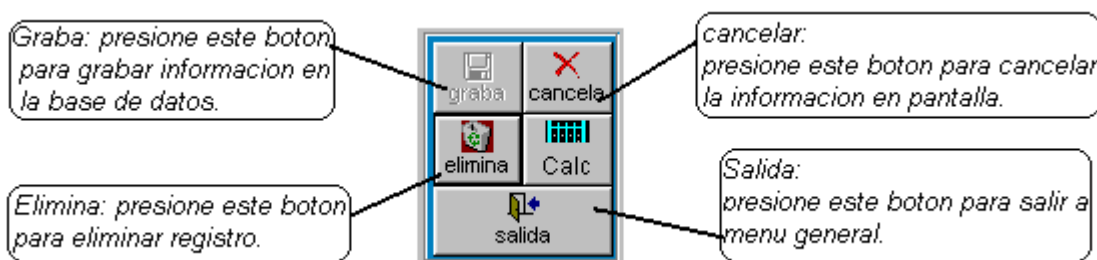 Graba: presione este boton
para grabar informacion en
la base de datos.
graba
cancela
elimina
Calc
salida
cancelar:
presione este boton para cancelar
la informacion en pantalla.
Elimina: presione este boton
para eliminar registro.
Salida:
presione este boton para salir a
menu general.